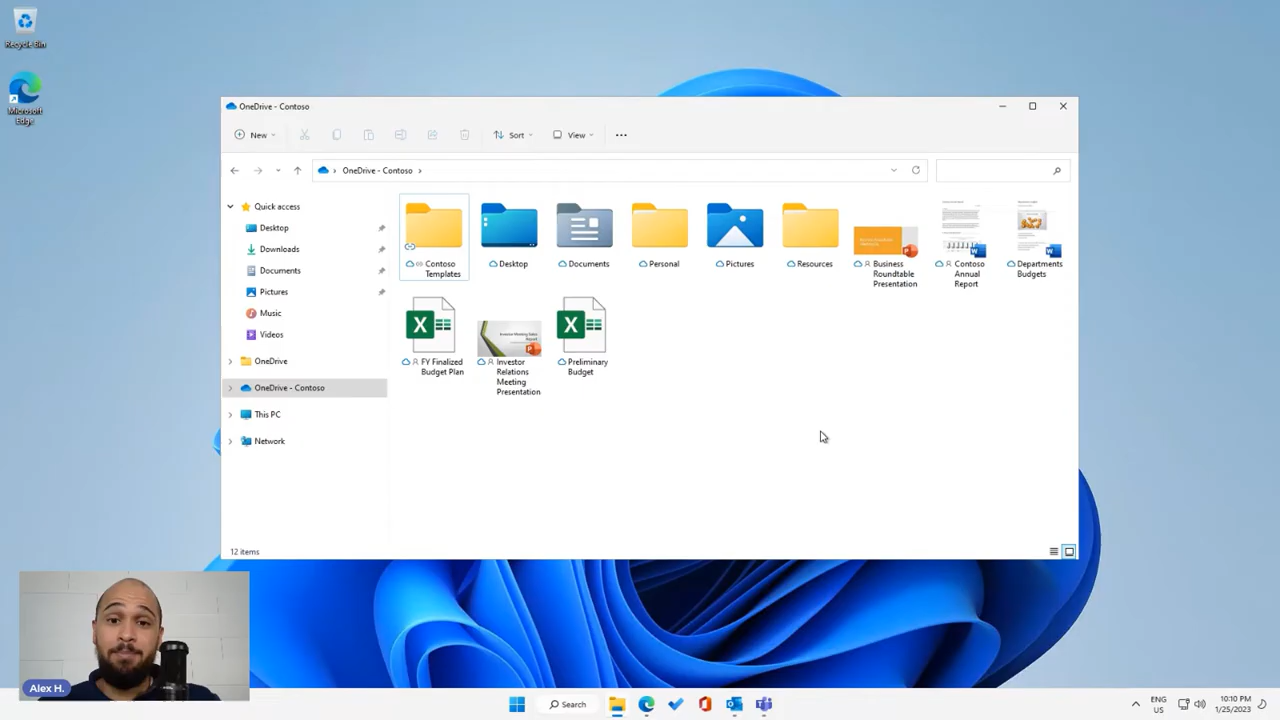 Recycle Bin
Microsoft
Edge
OneDrive - Contoso
New
Sort
View
OneDrive - Contoso
Quick access
Desktop
Downloads
Documents
Pictures
Music
Videos
OneDrive
OneDrive - Contoso
This PC
Network
Contoso
Templates
Desktop
Documents
Personal
Pictures
Resources
Business
Roundtable
Presentation
Contoso
Annual
Report
Departments
Budgets
FY Finalized
Budget Plan
Investor
Relations
Meeting
Presentation
Preliminary
Budget
12 items
Alex H.
Search
ENG
US
10:10 PM
1/25/2023